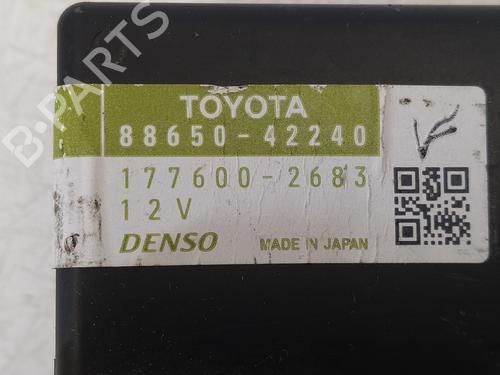 TOYOTA
88650-42240
177600-2683
12V
DENSO MADE IN JAPAN
B-PARTS